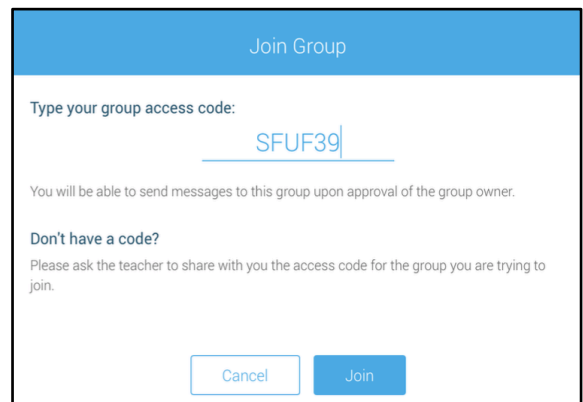 Join Group
Type your group access code:
SFUF39
You will be able to send messages to this group upon approval of the group owner.
Don't have a code?
Please ask the teacher to share with you the access code for the group you are trying to
join.
Cancel
Join